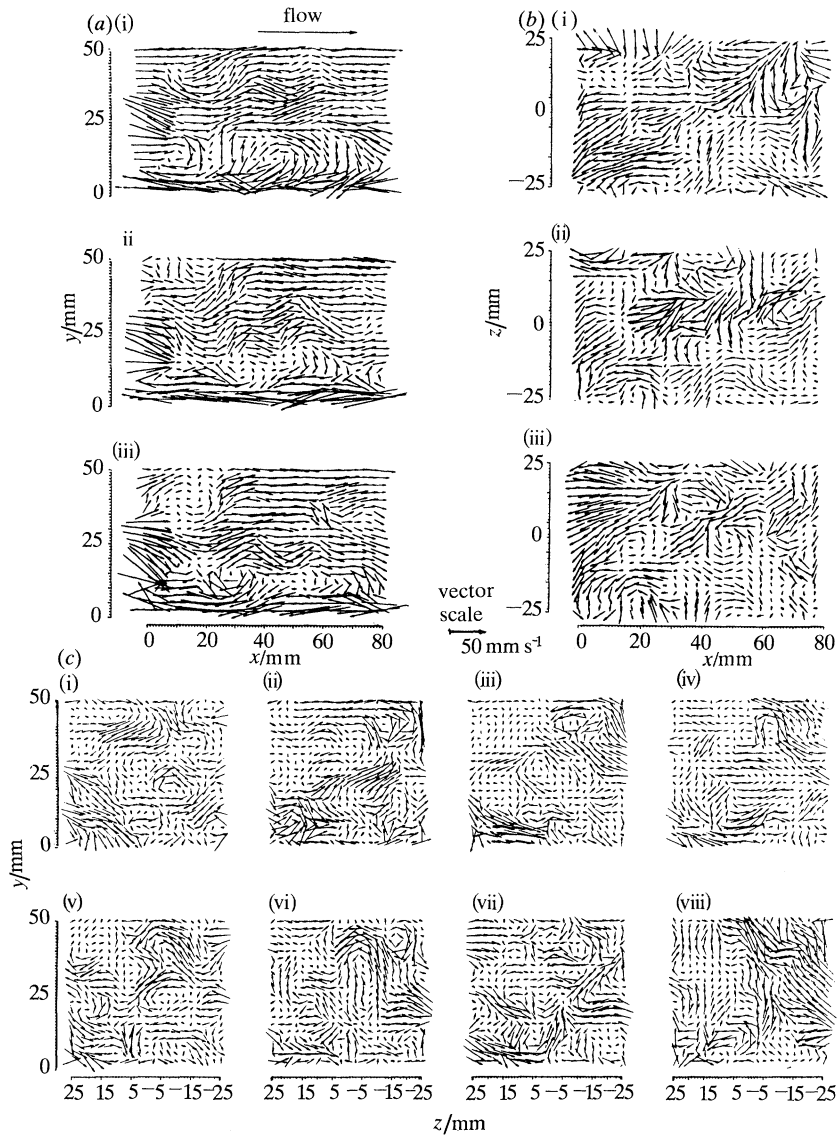 flow
(a) (i)
50
25
0
(b) (i)
25
0
−25
ii
50
25
0
y/mm
(ii)
25
0
−25
z/mm
(iii)
50
25
0
0 20 40 60 80
x/mm
(iii)
25
0
−25
0 20 40 60 80
x/mm
vector
scale
50 mm s⁻¹
(c)
(i) (ii) (iii) (iv)
50
25
0
y/mm
(v) (vi) (vii) (viii)
50
25
0
25 15 5 −5 −15 −25 25 15 5 −5 −15 −25 25 15 5 −5 −15 −25 25 15 5 −5 −15 −25
z/mm